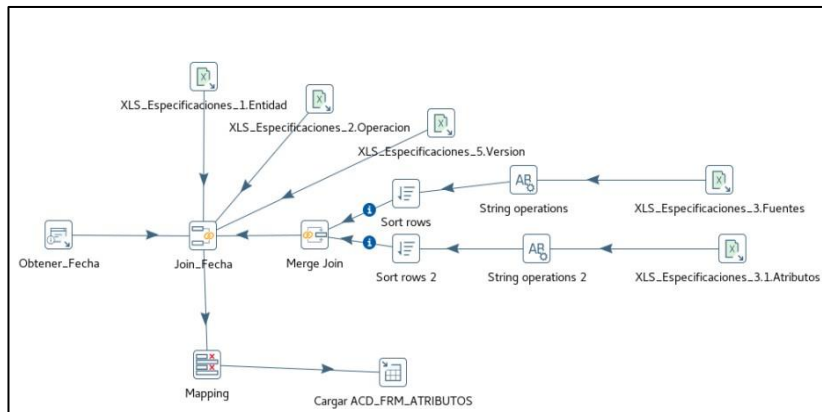 XLS_Especificaciones_1.Entidad
XLS_Especificaciones_2.Operacion
XLS_Especificaciones_5.Version
Sort rows
String operations
XLS_Especificaciones_3.Fuentes
Obtener_Fecha
Join_Fecha
Merge Join
Sort rows 2
String operations 2
XLS_Especificaciones_3.1.Atributos
Mapping
Cargar ACD_FRM_ATRIBUTOS